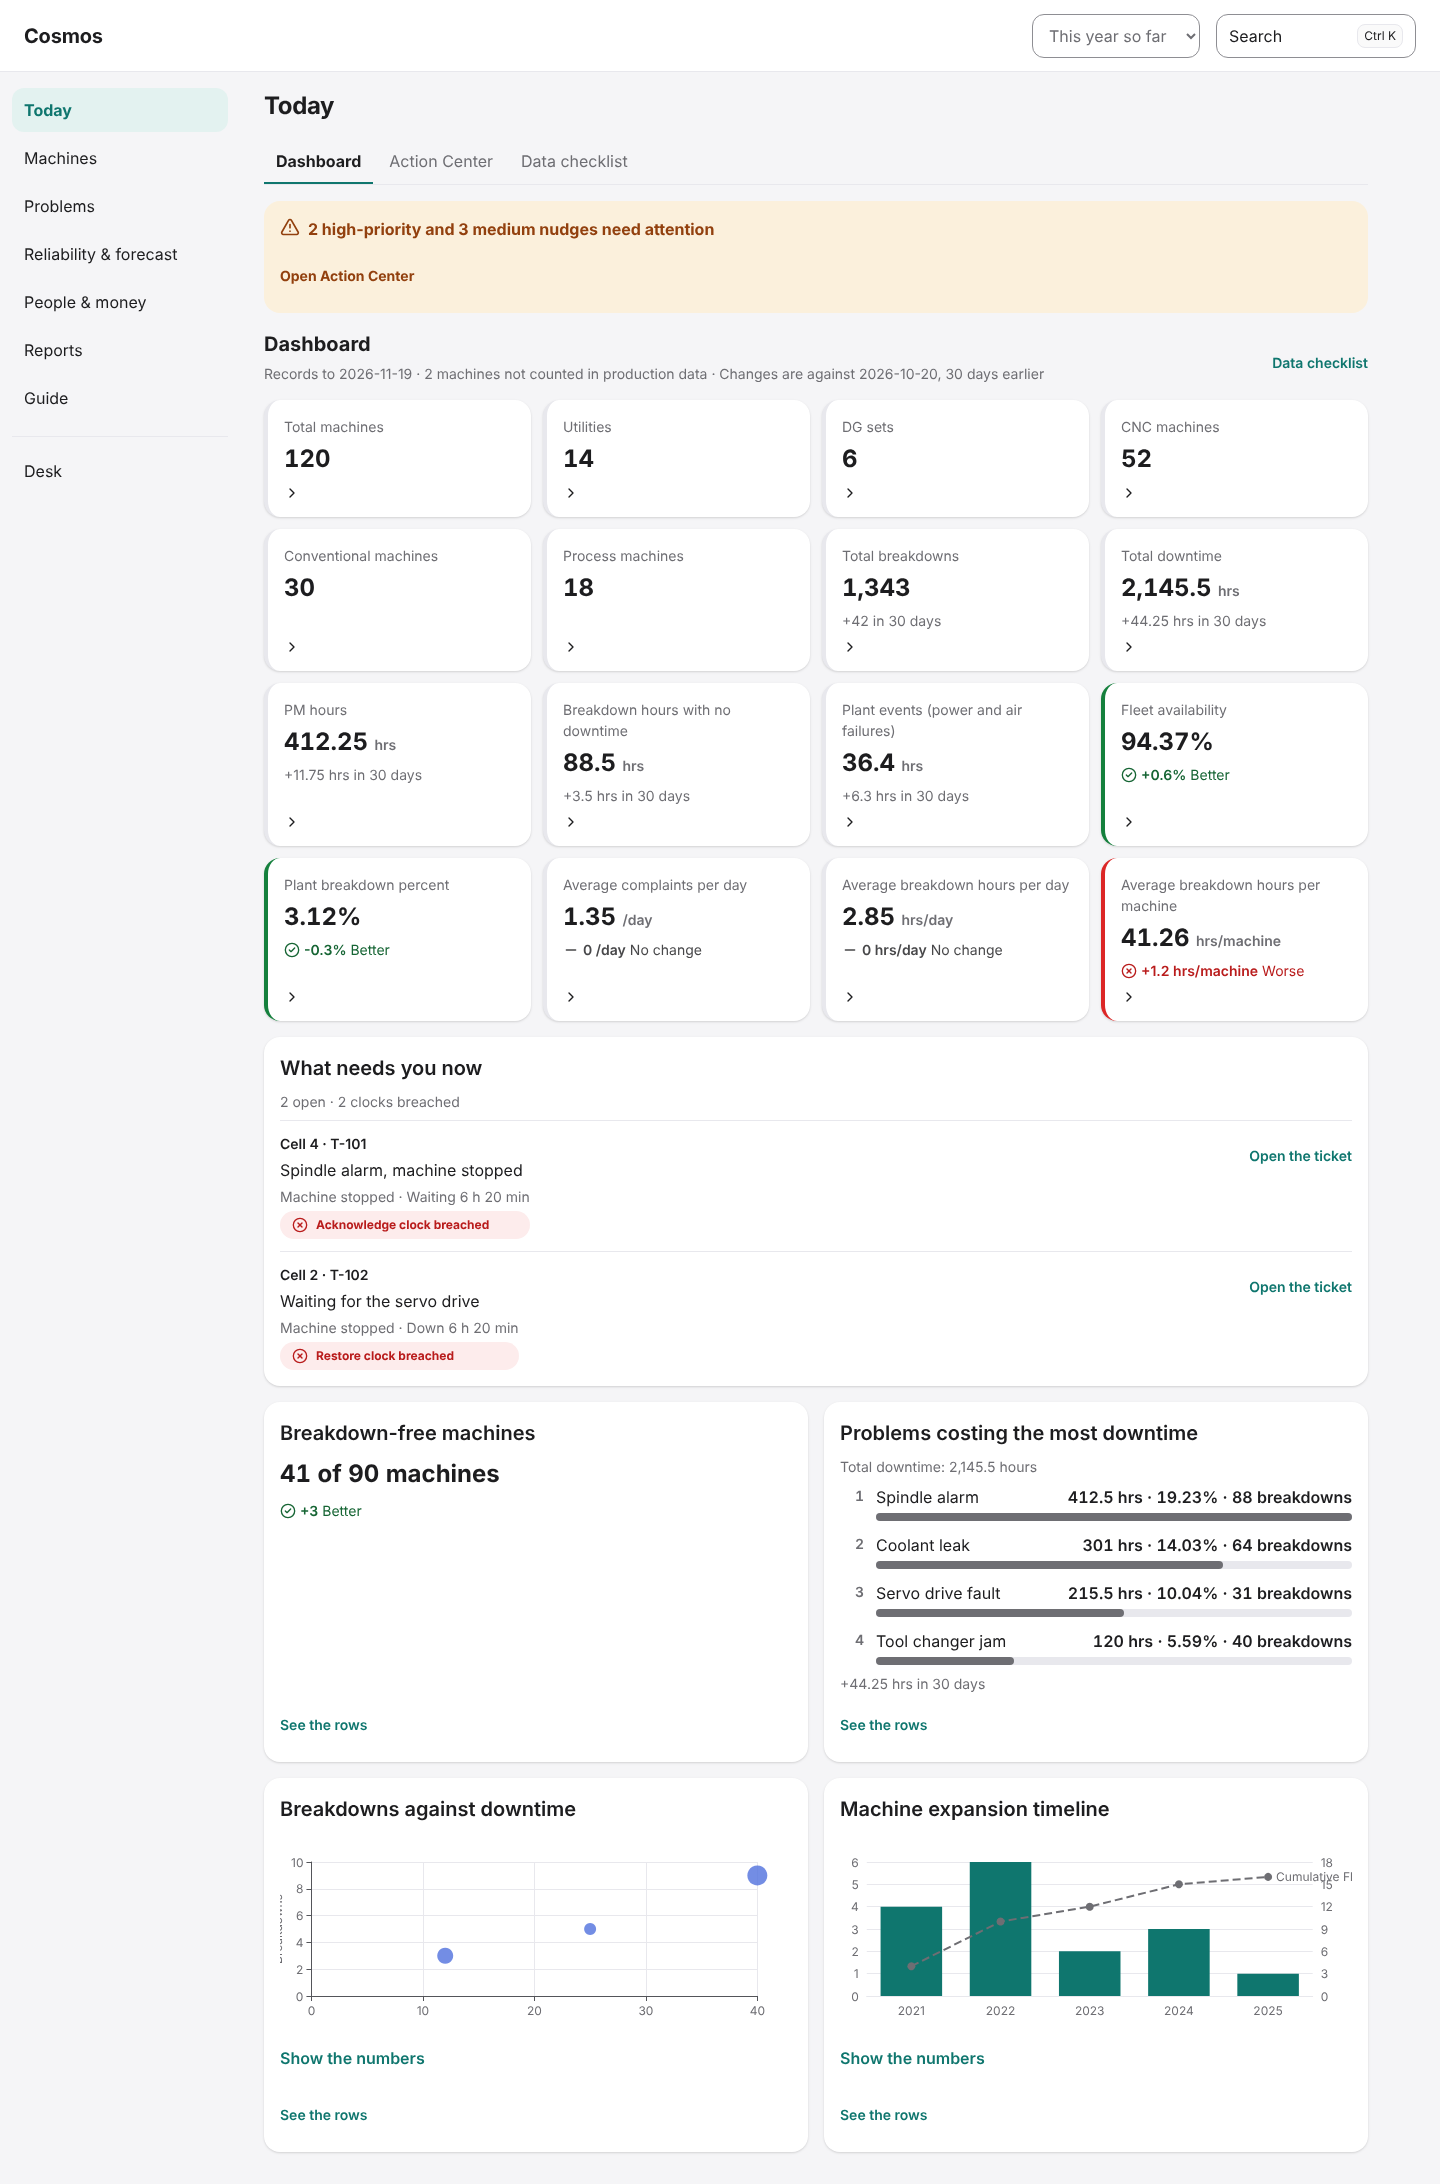 Cosmos
This year so far
Search
Ctrl K
Today
Machines
Problems
Reliability & forecast
People & money
Reports
Guide
Desk
Today
Dashboard
Action Center
Data checklist
2 high-priority and 3 medium nudges need attention
Open Action Center
Dashboard
Records to 2026-11-19 · 2 machines not counted in production data · Changes are against 2026-10-20, 30 days earlier
Data checklist
Total machines
120
Utilities
14
DG sets
6
CNC machines
52
Conventional machines
30
Process machines
18
Total breakdowns
1,343
+42 in 30 days
Total downtime
2,145.5 hrs
+44.25 hrs in 30 days
PM hours
412.25 hrs
+11.75 hrs in 30 days
Breakdown hours with no
downtime
88.5 hrs
+3.5 hrs in 30 days
Plant events (power and air
failures)
36.4 hrs
+6.3 hrs in 30 days
Fleet availability
94.37%
+0.6% Better
Plant breakdown percent
3.12%
-0.3% Better
Average complaints per day
1.35 /day
— 0 /day No change
Average breakdown hours per day
2.85 hrs/day
— 0 hrs/day No change
Average breakdown hours per
machine
41.26 hrs/machine
+1.2 hrs/machine Worse
What needs you now
2 open · 2 clocks breached
Cell 4 · T-101
Spindle alarm, machine stopped
Machine stopped · Waiting 6 h 20 min
Acknowledge clock breached
Open the ticket
Cell 2 · T-102
Waiting for the servo drive
Machine stopped · Down 6 h 20 min
Restore clock breached
Open the ticket
Breakdown-free machines
41 of 90 machines
+3 Better
See the rows
Problems costing the most downtime
Total downtime: 2,145.5 hours
1 Spindle alarm 412.5 hrs · 19.23% · 88 breakdowns
2 Coolant leak 301 hrs · 14.03% · 64 breakdowns
3 Servo drive fault 215.5 hrs · 10.04% · 31 breakdowns
4 Tool changer jam 120 hrs · 5.59% · 40 breakdowns
+44.25 hrs in 30 days
See the rows
Breakdowns against downtime
10
8
6
4
2
0
0 10 20 30 40
Show the numbers
See the rows
Machine expansion timeline
6
5
4
3
2
1
0
18
15
12
9
6
3
0
Cumulative Fl
2021 2022 2023 2024 2025
Show the numbers
See the rows